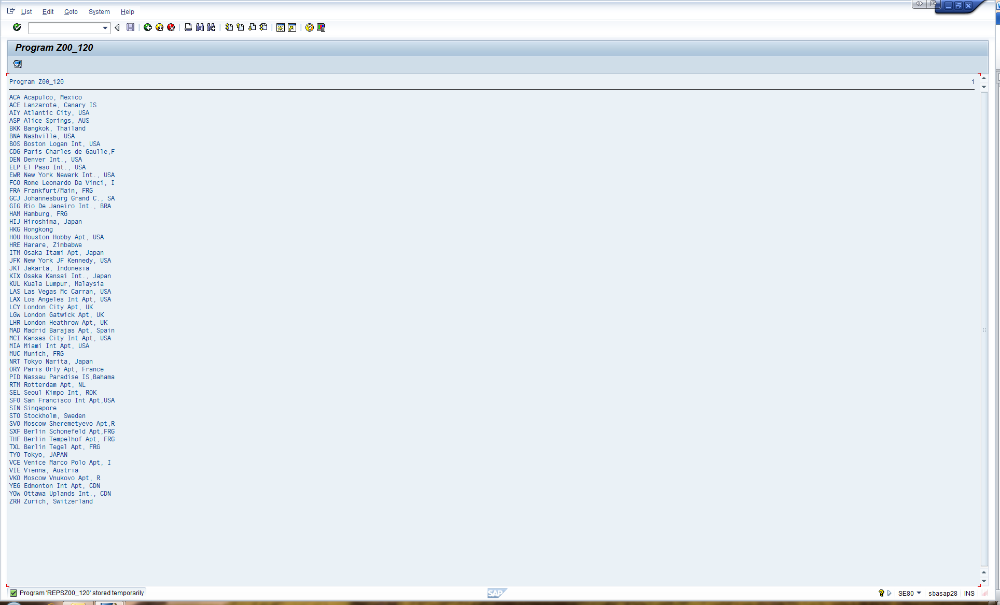 List Edit Goto System Help
Program Z00_120
Program Z00_120 1
ACA Acapulco, Mexico
ACE Lanzarote, Canary IS
AIY Atlantic City, USA
ASP Alice Springs, AUS
BKK Bangkok, Thailand
BNA Nashville, USA
BOS Boston Logan Int, USA
CDG Paris Charles de Gaulle,F
DEN Denver Int., USA
ELP El Paso Int., USA
EWR New York Newark Int., USA
FCO Rome Leonardo Da Vinci, I
FRA Frankfurt/Main, FRG
GCJ Johannesburg Grand C., SA
GIG Rio De Janeiro Int., BRA
HAM Hamburg, FRG
HIJ Hiroshima, Japan
HKG Hongkong
HOU Houston Hobby Apt, USA
HRE Harare, Zimbabwe
ITM Osaka Itami Apt, Japan
JFK New York JF Kennedy, USA
JKT Jakarta, Indonesia
KIX Osaka Kansai Int., Japan
KUL Kuala Lumpur, Malaysia
LAS Las Vegas Mc Carran, USA
LAX Los Angeles Int Apt, USA
LCY London City Apt, UK
LGW London Gatwick Apt, UK
LHR London Heathrow Apt, UK
MAD Madrid Barajas Apt, Spain
MCI Kansas City Int Apt, USA
MIA Miami Int Apt, USA
MUC Munich, FRG
NRT Tokyo Narita, Japan
ORY Paris Orly Apt, France
PID Nassau Paradise IS,Bahama
RTM Rotterdam Apt, NL
SEL Seoul Kimpo Int, ROK
SFO San Francisco Int Apt,USA
SIN Singapore
STO Stockholm, Sweden
SVO Moscow Sheremetyevo Apt,R
SXF Berlin Schonefeld Apt,FRG
THF Berlin Tempelhof Apt, FRG
TXL Berlin Tegel Apt, FRG
TYO Tokyo, JAPAN
VCE Venice Marco Polo Apt, I
VIE Vienna, Austria
VKO Moscow Vnukovo Apt, R
YEG Edmonton Int Apt, CDN
YOW Ottawa Uplands Int., CDN
ZRH Zurich, Switzerland
Program 'REPSZ00_120' stored temporarily SAP SE80 sbasap28 INS